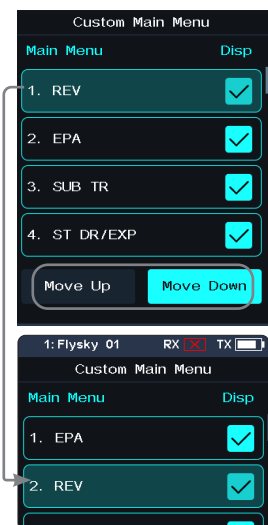 Custom Main Menu
Main Menu Disp
1. REV
2. EPA
3. SUB TR
4. ST DR/EXP
Move Up Move Down
1: Flysky 01 RX TX
Custom Main Menu
Main Menu Disp
1. EPA
2. REV